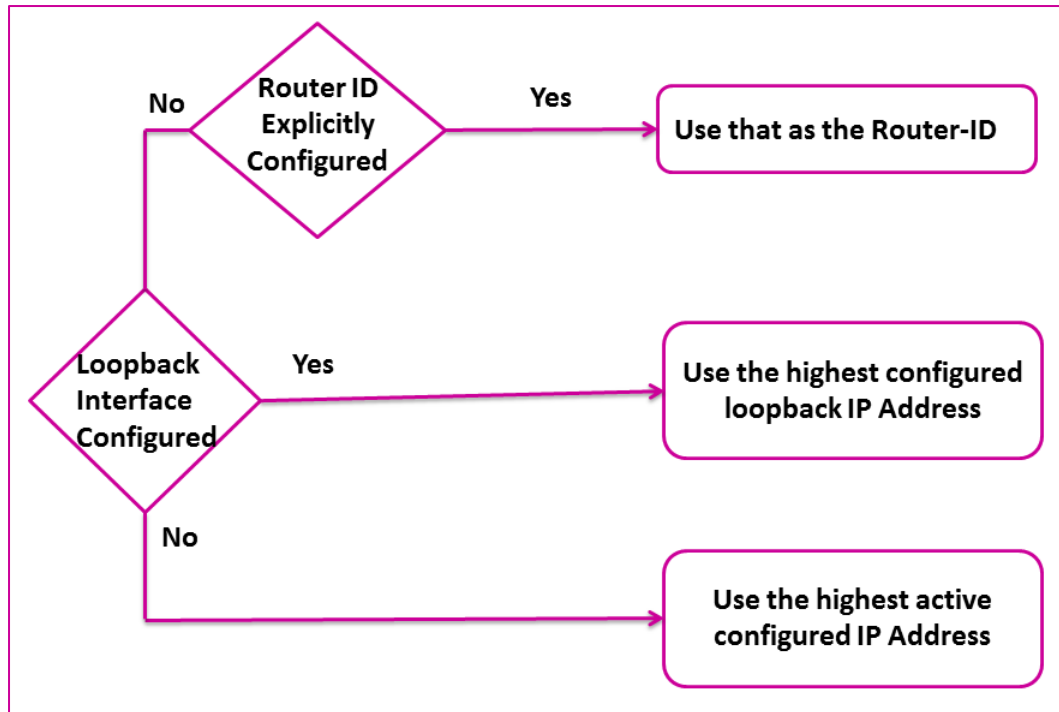 Router ID
Explicitly
Configured
No
Yes
Use that as the Router-ID
Loopback
Interface
Configured
Yes
Use the highest configured
loopback IP Address
No
Use the highest active
configured IP Address